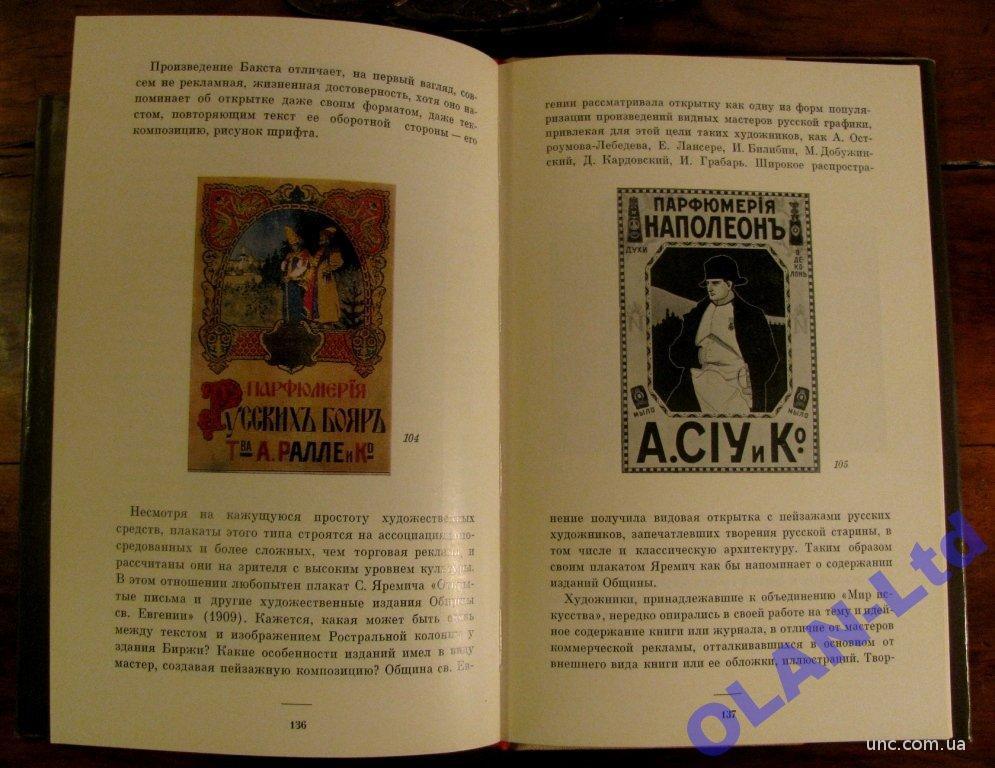 Произведение Бакста отличает, на первый взгляд, сов-
сем не рекламная, жизненная достоверность, хотя оно на-
поминает об открытке даже своим форматом, даже тек-
стом, повторяющим текст ее оборотной стороны — его
композицию, рисунок шрифта.
ПАРФЮМЕРІЯ
РУССКИХЪ БОЯРЪ
ТВА А. РАЛЛЕ и Ко
104
Несмотря на кажущуюся простоту художественных
средств, плакаты этого типа строятся на ассоциациях опо-
средованных и более сложных, чем торговая реклама, и
рассчитаны они на зрителя с высоким уровнем культуры.
В этом отношении любопытен плакат С. Яремича «Откры-
тые письма и другие художественные издания Общины
св. Евгении» (1909). Кажется, какая может быть связь
между текстом и изображением Ростральной колонны у
здания Биржи? Какие особенности изданий имел в виду
мастер, создавая пейзажную композицию? Община св. Ев-
136
гении рассматривала открытку как одну из форм популя-
ризации произведений видных мастеров русской графики,
привлекая для этой цели таких художников, как А. Ост-
роумова-Лебедева, Е. Лансере, И. Билибин, М. Добужин-
ский, Д. Кардовский, И. Грабарь. Широкое распростра-
ПАРФЮМЕРІЯ
НАПОЛЕОНЪ
ДУХИ
ОДЕКОЛОНЪ
МЫЛО
МЫЛО
А. СІУ и Ко.
105
нение получила видовая открытка с пейзажами русских
художников, запечатлевших творения русской старины, в
том числе и классическую архитектуру. Таким образом
своим плакатом Яремич как бы напоминает о содержании
изданий Общины.
Художники, принадлежавшие к объединению «Мир ис-
кусства», нередко опирались в своей работе на тему и идей-
ное содержание книги или журнала, в отличие от мастеров
коммерческой рекламы, отталкивавшихся в основном от
внешнего вида книги или ее обложки, иллюстраций. Твор-
137
OLAN-Ltd
unc.com.ua